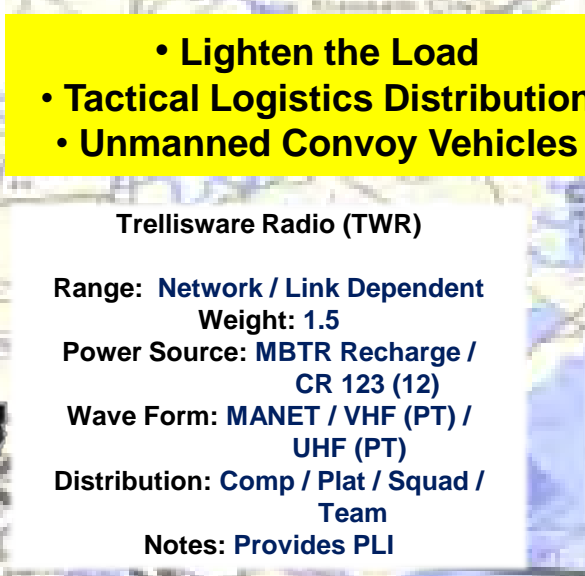 • Lighten the Load
• Tactical Logistics Distribution
• Unmanned Convoy Vehicles
Trellisware Radio (TWR)
Range: Network / Link Dependent
Weight: 1.5
Power Source: MBTR Recharge /
CR 123 (12)
Wave Form: MANET / VHF (PT) /
UHF (PT)
Distribution: Comp / Plat / Squad /
Team
Notes: Provides PLI